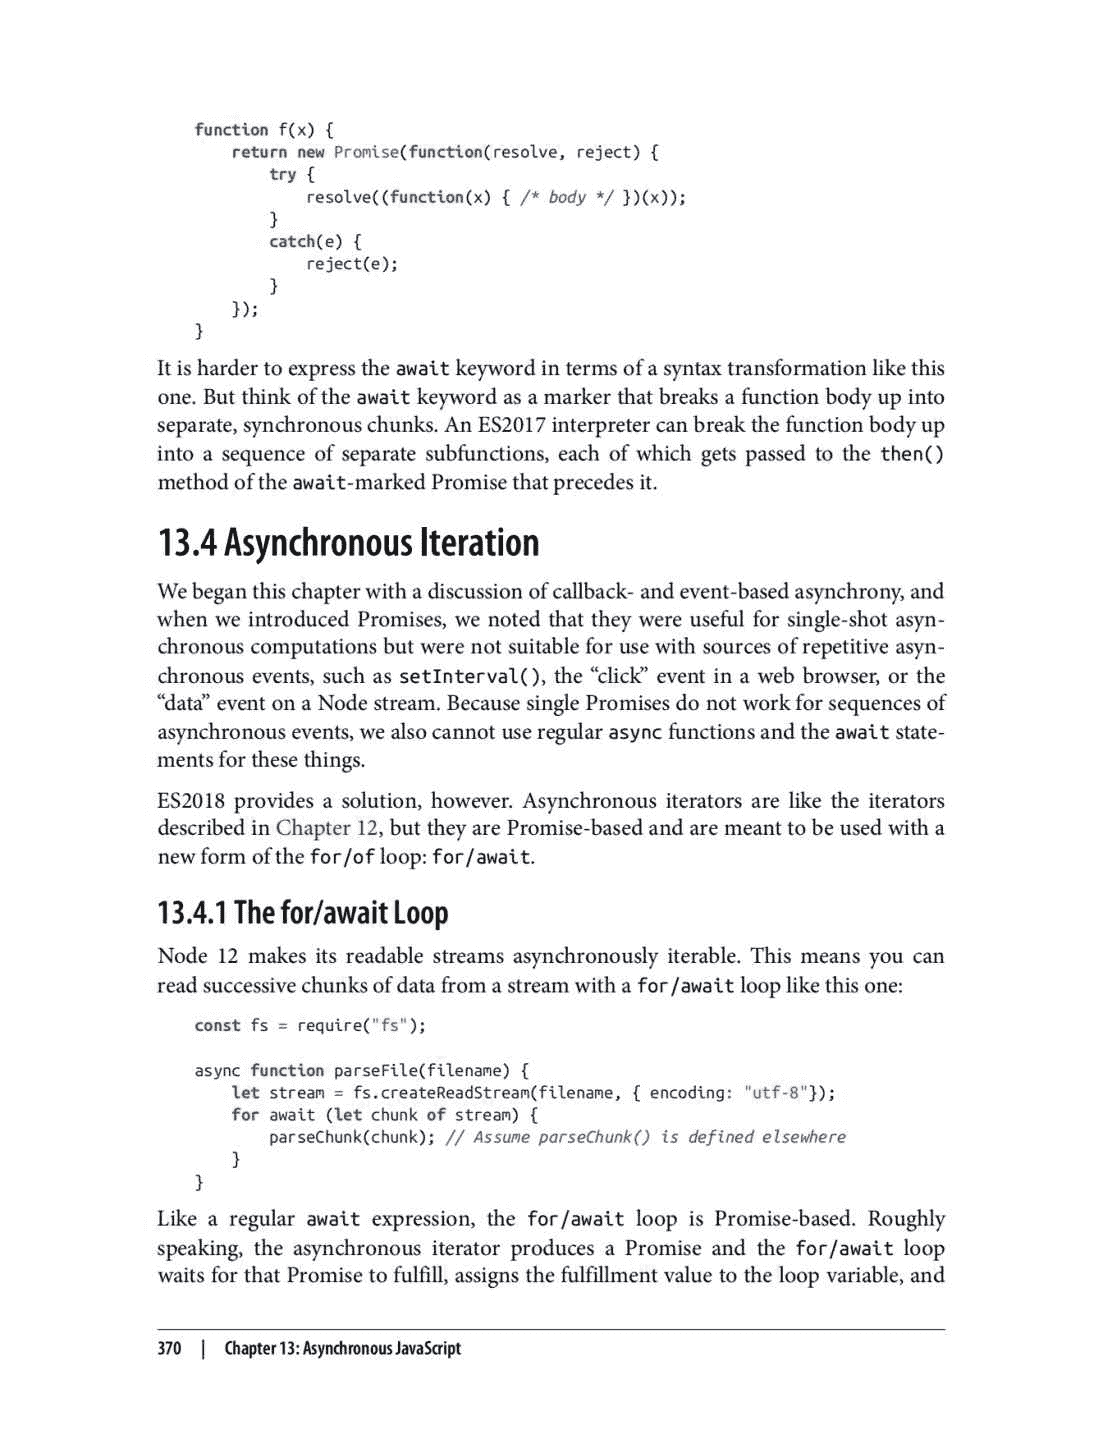 function f(x) {
return new Promise(function(resolve, reject) {
try {
resolve((function(x) { /* body */ })(x));
}
catch(e) {
reject(e);
}
});
}
It is harder to express the await keyword in terms of a syntax transformation like this
one. But think of the await keyword as a marker that breaks a function body up into
separate, synchronous chunks. An ES2017 interpreter can break the function body up
into a sequence of separate subfunctions, each of which gets passed to the then()
method of the await-marked Promise that precedes it.
13.4 Asynchronous Iteration
We began this chapter with a discussion of callback- and event-based asynchrony, and
when we introduced Promises, we noted that they were useful for single-shot asyn-
chronous computations but were not suitable for use with sources of repetitive asyn-
chronous events, such as setInterval(), the “click” event in a web browser, or the
“data” event on a Node stream. Because single Promises do not work for sequences of
asynchronous events, we also cannot use regular async functions and the await state-
ments for these things.
ES2018 provides a solution, however. Asynchronous iterators are like the iterators
described in Chapter 12, but they are Promise-based and are meant to be used with a
new form of the for/of loop: for/await.
13.4.1 The for/await Loop
Node 12 makes its readable streams asynchronously iterable. This means you can
read successive chunks of data from a stream with a for/await loop like this one:
const fs = require("fs");
async function parseFile(filename) {
let stream = fs.createReadStream(filename, { encoding: "utf-8"});
for await (let chunk of stream) {
parseChunk(chunk); // Assume parseChunk() is defined elsewhere
}
}
Like a regular await expression, the for/await loop is Promise-based. Roughly
speaking, the asynchronous iterator produces a Promise and the for/await loop
waits for that Promise to fulfill, assigns the fulfillment value to the loop variable, and
370 | Chapter 13: Asynchronous JavaScript